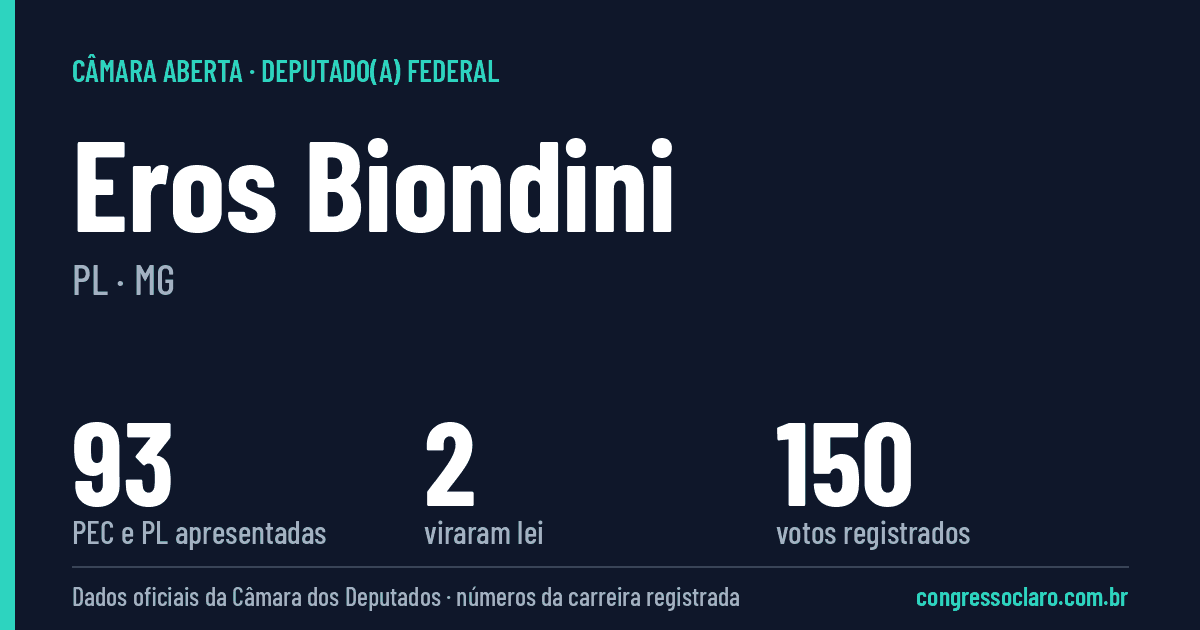 CÂMARA ABERTA · DEPUTADO(A) FEDERAL
Eros Biondini
PL · MG
93
PEC e PL apresentadas
2
viraram lei
150
votos registrados
Dados oficiais da Câmara dos Deputados · números da carreira registrada
congressoclaro.com.br